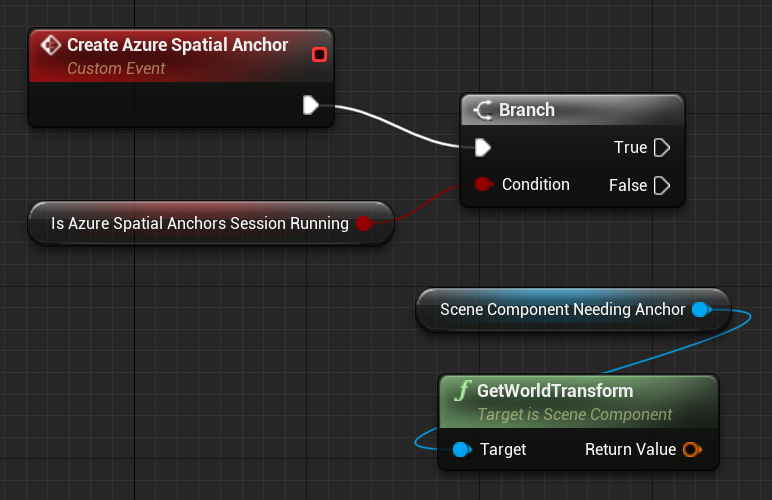 Create Azure Spatial Anchor
Custom Event
Branch
True
Condition
False
Is Azure Spatial Anchors Session Running
Scene Component Needing Anchor
GetWorldTransform
Target is Scene Component
Target
Return Value